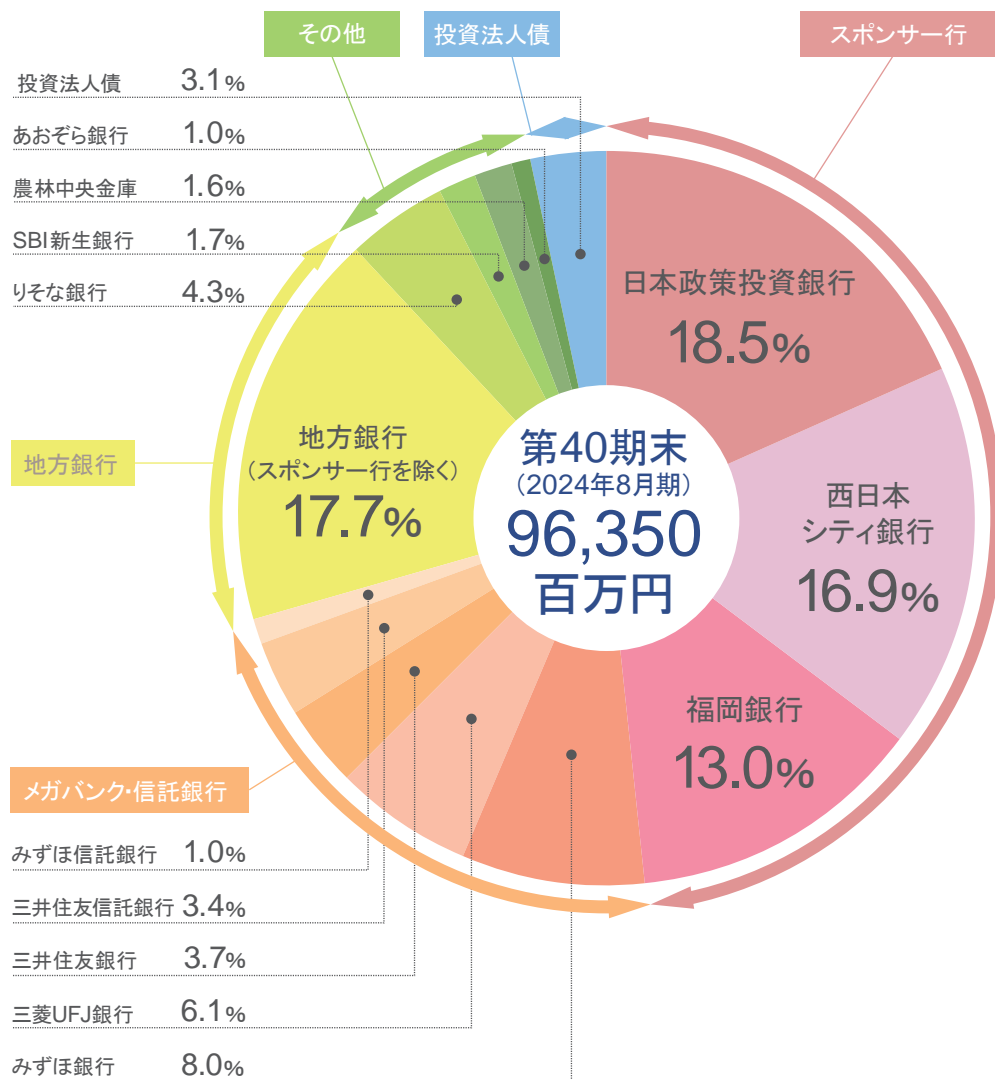 その他
投資法人債
スポンサー行
投資法人債 3.1%
あおぞら銀行 1.0%
農林中央金庫 1.6%
SBI新生銀行 1.7%
りそな銀行 4.3%
日本政策投資銀行
18.5%
西日本
シティ銀行
16.9%
福岡銀行
13.0%
地方銀行
地方銀行
(スポンサー行を除く)
17.7%
第40期末
(2024年8月期)
96,350
百万円
メガバンク・信託銀行
みずほ信託銀行 1.0%
三井住友信託銀行 3.4%
三井住友銀行 3.7%
三菱UFJ銀行 6.1%
みずほ銀行 8.0%